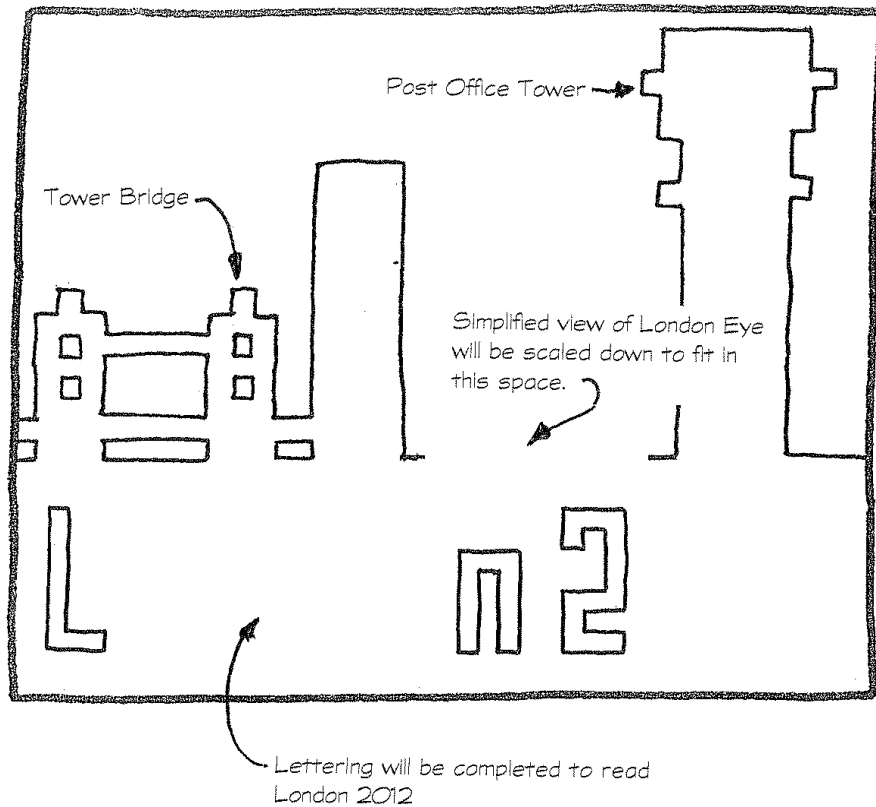 Post Office Tower
Tower Bridge
Simplified view of London Eye
will be scaled down to fit in
this space.
L n2
Lettering will be completed to read
London 2012